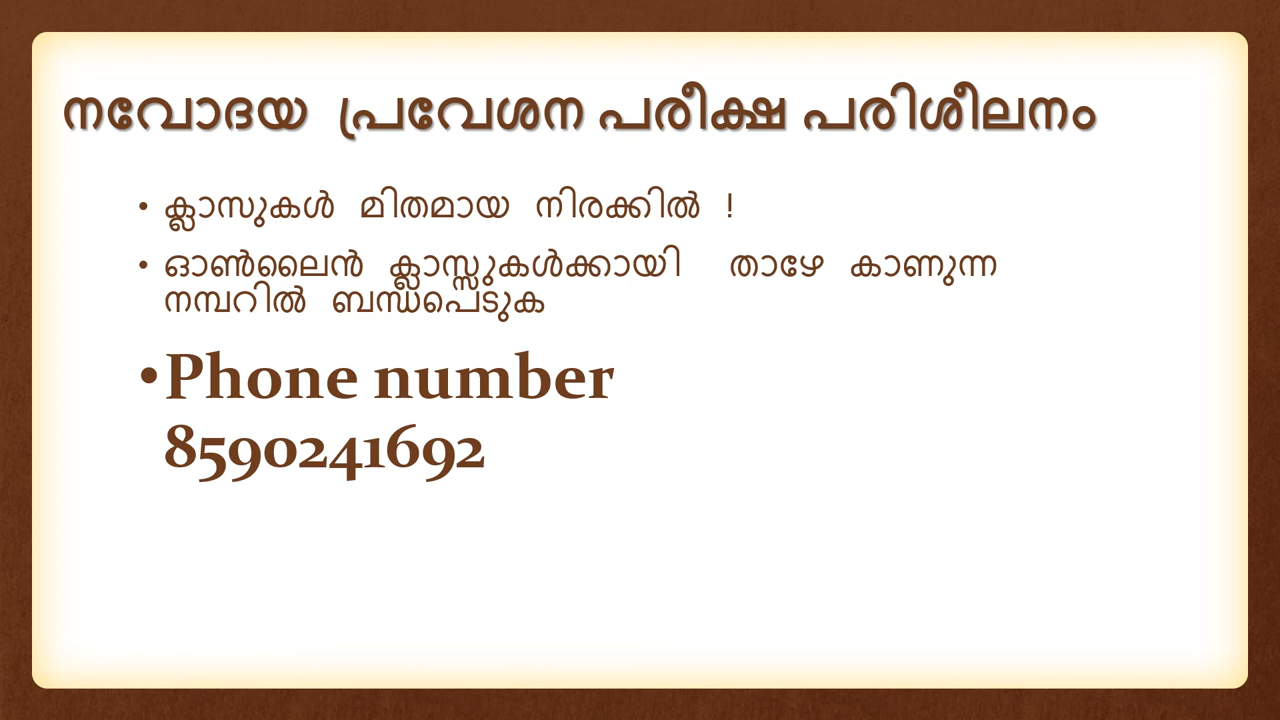 നവോദയ പ്രവേശന പരീക്ഷ പരിശീലനം
• ക്ലാസുകൾ മിതമായ നിരക്കിൽ !
• ഓൺലൈൻ ക്ലാസ്സുകൾക്കായി താഴേ കാണുന്ന
നമ്പറിൽ ബന്ധപെടുക
• Phone number
8590241692